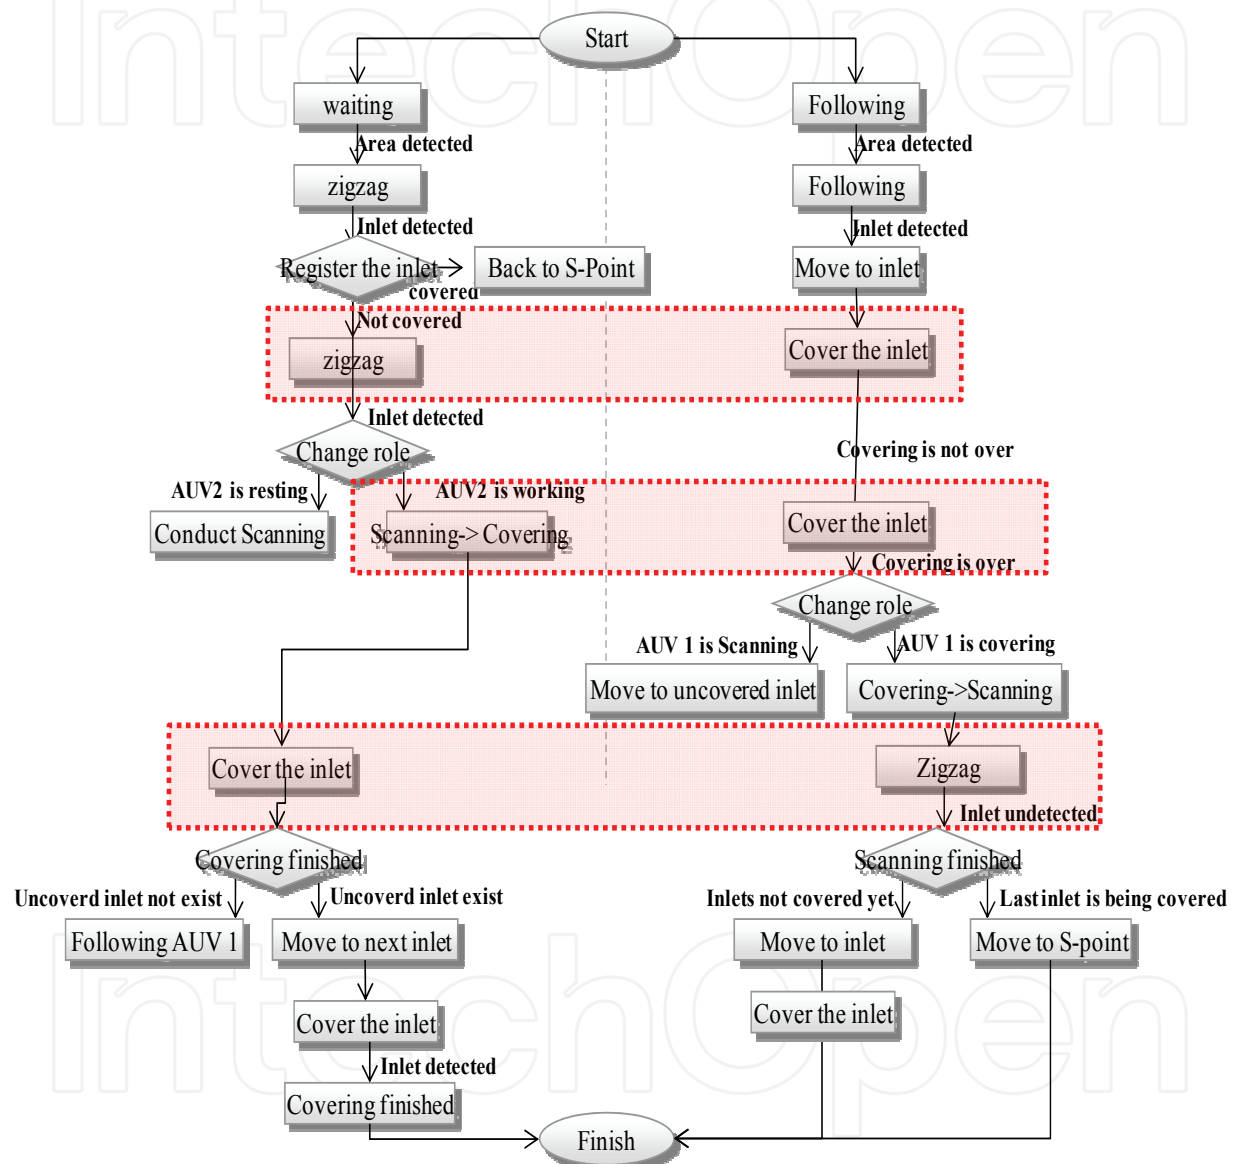 IntechOpen
Start
waiting
Following
Area detected
Area detected
zigzag
Following
Inlet detected
Inlet detected
Register the inlet
Back to S-Point
Move to inlet
covered
Not covered
zigzag
Cover the inlet
Inlet detected
Change role
Covering is not over
AUV2 is resting
AUV2 is working
Conduct Scanning
Scanning-> Covering
Cover the inlet
Covering is over
Change role
AUV 1 is Scanning
AUV 1 is covering
Move to uncovered inlet
Covering->Scanning
Cover the inlet
Zigzag
Inlet undetected
Covering finished
Scanning finished
Uncoverd inlet not exist
Uncoverd inlet exist
Inlets not covered yet
Last inlet is being covered
Following AUV 1
Move to next inlet
Move to inlet
Move to S-point
Cover the inlet
Cover the inlet
Inlet detected
Covering finished
Finish
IntechOpen